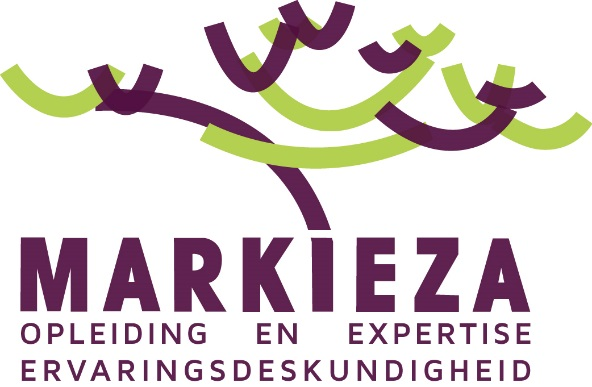 MARKIEZA
OPLEIDING EN EXPERTISE
ERVARINGSDESKUNDIGHEID